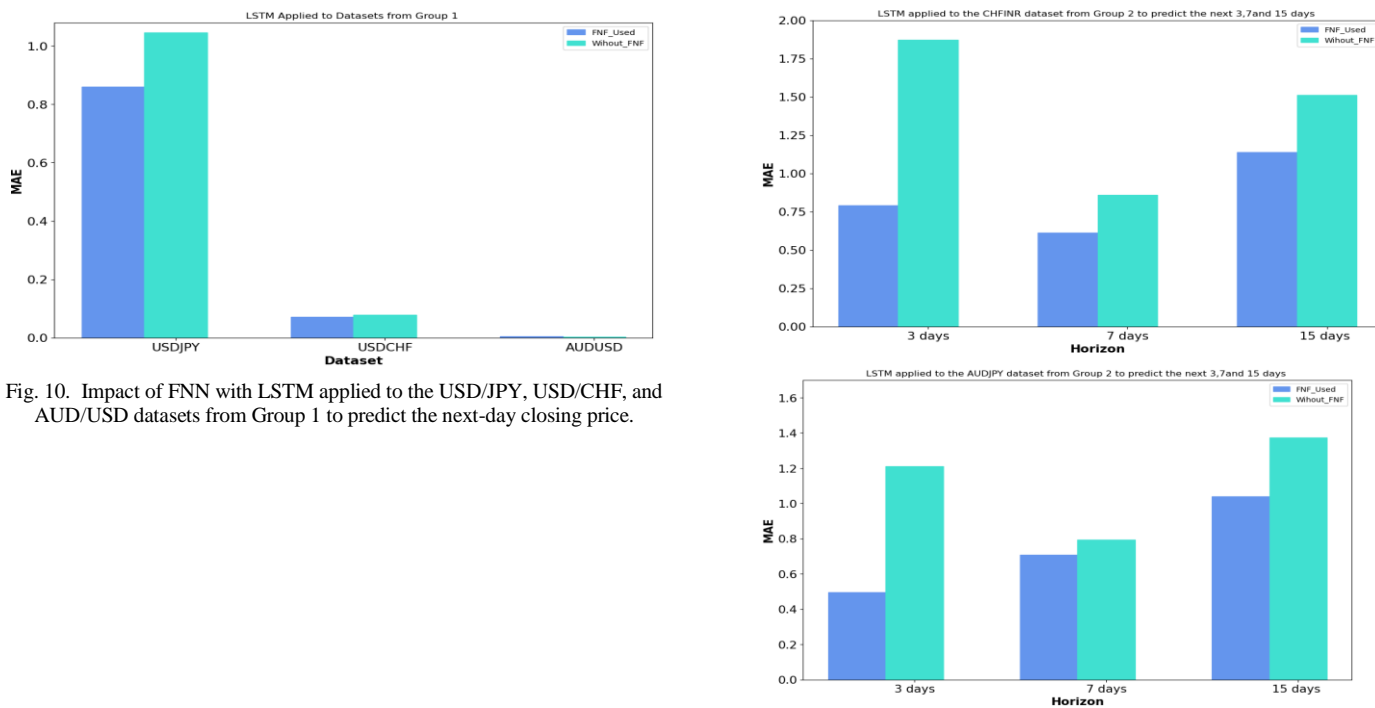 LSTM Applied to Datasets from Group 1
FNF_Used
Wihout_FNF
1.0
0.8
0.6
0.4
0.2
0.0
MAE
USDJPY
USDCHF
AUDUSD
Dataset
Fig. 10. Impact of FNN with LSTM applied to the USD/JPY, USD/CHF, and
AUD/USD datasets from Group 1 to predict the next-day closing price.
LSTM applied to the CHFINR dataset from Group 2 to predict the next 3,7and 15 days
FNF_Used
Wihout_FNF
2.00
1.75
1.50
1.25
1.00
0.75
0.50
0.25
0.00
MAE
3 days
7 days
15 days
Horizon
LSTM applied to the AUDJPY dataset from Group 2 to predict the next 3,7and 15 days
FNF_Used
Wihout_FNF
1.6
1.4
1.2
1.0
0.8
0.6
0.4
0.2
0.0
MAE
3 days
7 days
15 days
Horizon